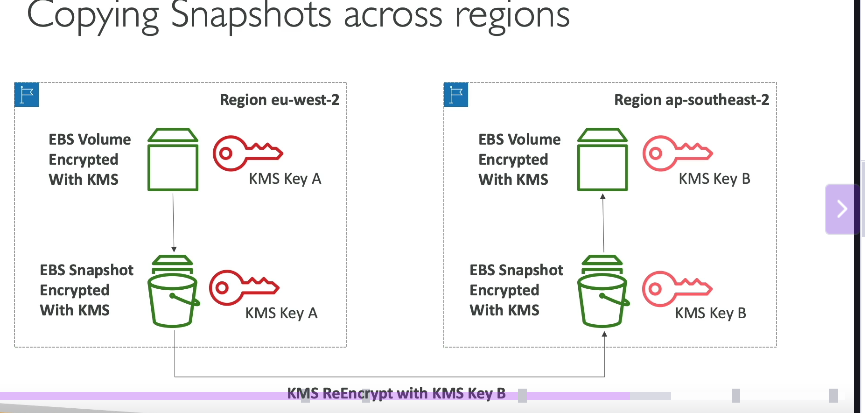 Copying Snapshots across regions
Region eu-west-2
EBS Volume
Encrypted
With KMS
KMS Key A
EBS Snapshot
Encrypted
With KMS
KMS Key A
Region ap-southeast-2
EBS Volume
Encrypted
With KMS
KMS Key B
EBS Snapshot
Encrypted
With KMS
KMS Key B
KMS ReEncrypt with KMS Key B